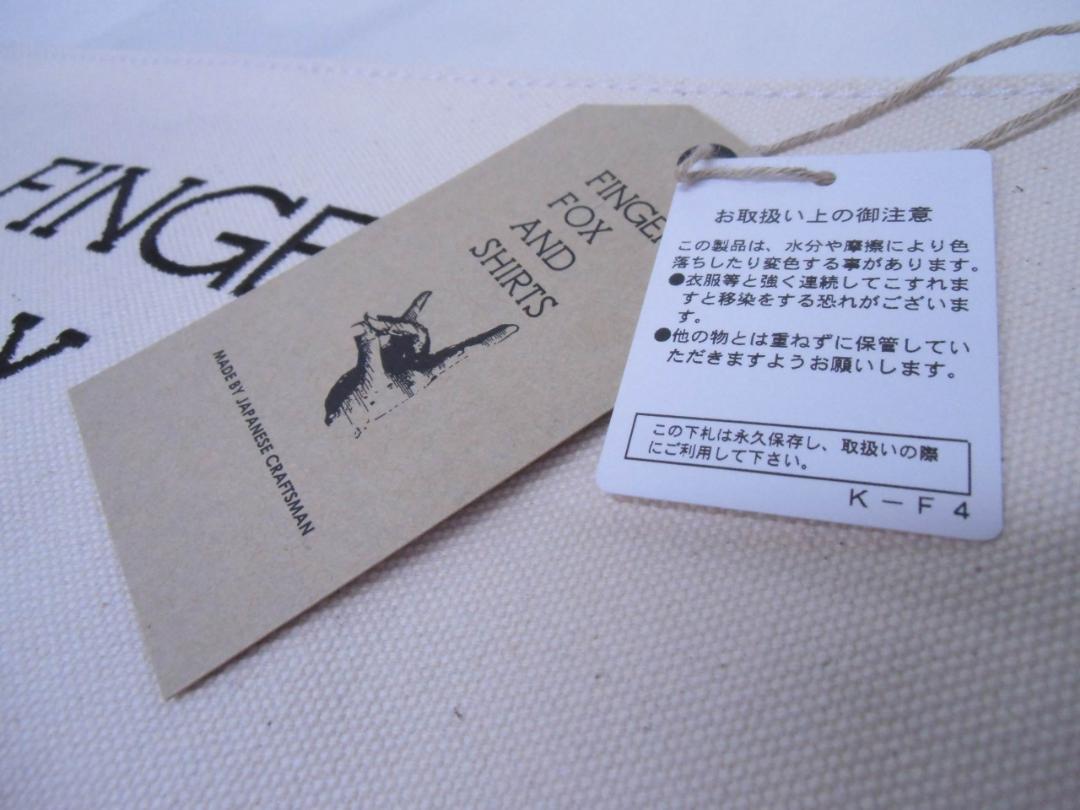 FINGE
FINGE
FOX
AND
SHIRTS
MADE BY JAPANESE CRAFTSMAN
お取扱い上の御注意
この製品は、水分や摩擦により色
落ちしたり変色する事があります。
●衣服等と強く連続してこすれま
すと移染をする恐れがございま
す。
●他の物とは重ねずに保管してい
ただきますようお願いします。
この下札は永久保存し、取扱いの際
にご利用して下さい。
K－F4